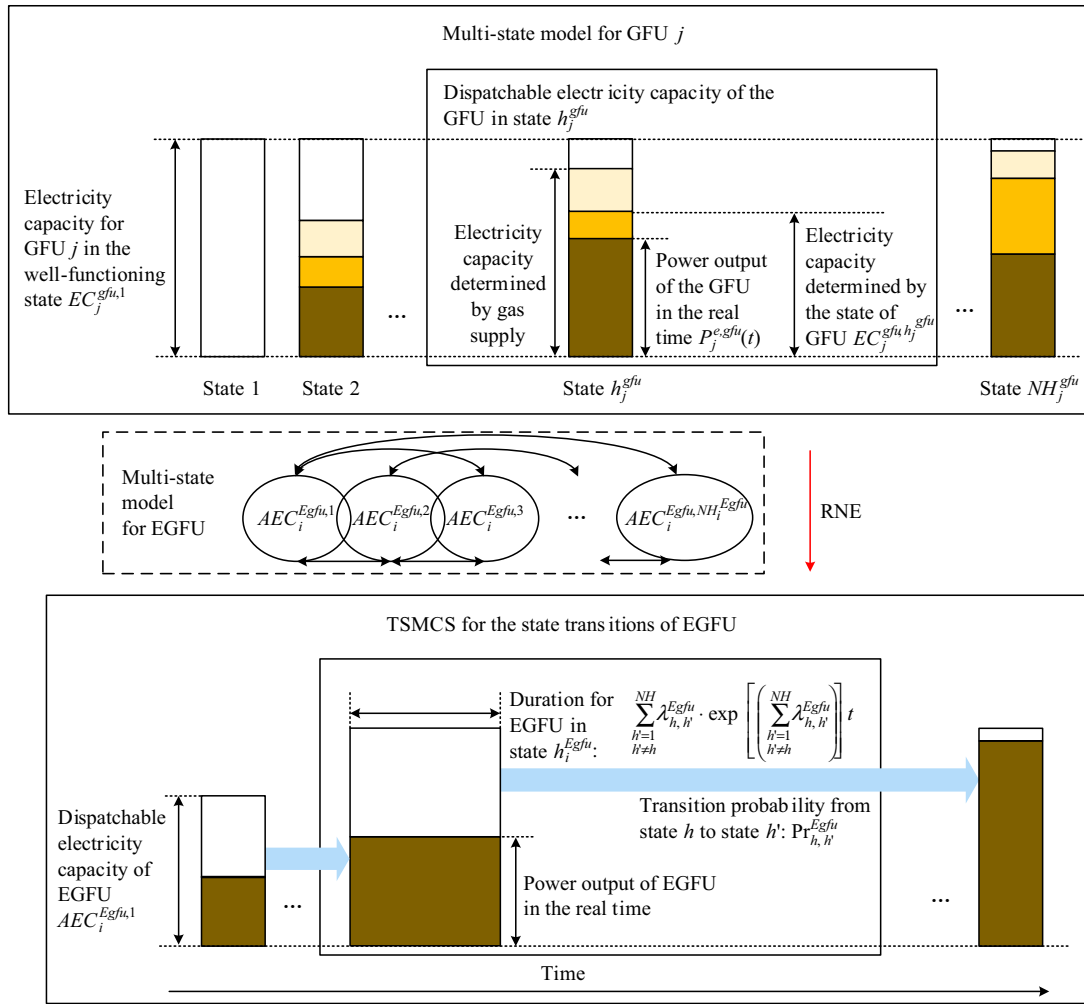 Multi-state model for GFU j
Dispatchable electricity capacity of the
GFU in state h_j^{gfu}
Electricity
capacity for
GFU j in the
well-functioning
state EC_j^{gfu,1}
Electricity
capacity
determined
by gas
supply
Power output
of the GFU
in the real
time P_j^{e,gfu}(t)
Electricity
capacity
determined by
the state of
GFU EC_j^{gfu,h_j^{gfu}}
...
...
State 1
State 2
State h_j^{gfu}
State NH_j^{gfu}
Multi-state
model
for EGFU
AEC_i^{Egfu,1}
AEC_i^{Egfu,2}
AEC_i^{Egfu,3}
...
AEC_i^{Egfu,NH_i^{Egfu}}
RNE
TSMCS for the state transitions of EGFU
Duration for
EGFU in
state h_i^{Egfu}:
\sum_{h'=1, h'≠h}^{NH} λ_{h,h'}^{Egfu} · exp [ ( \sum_{h'=1, h'≠h}^{NH} λ_{h,h'}^{Egfu} ) ] t
Transition probability from
state h to state h': Pr_{h,h'}^{Egfu}
Dispatchable
electricity
capacity of
EGFU
AEC_i^{Egfu,1}
...
Power output of EGFU
in the real time
...
Time